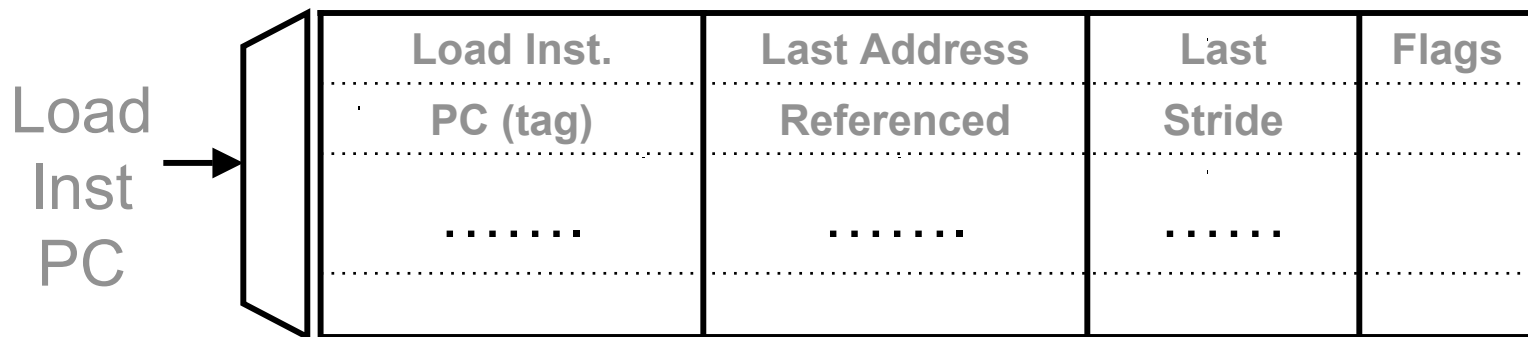 Load
Inst
PC
Load Inst. Last Address Last Flags
PC (tag) Referenced Stride
....... ....... ......